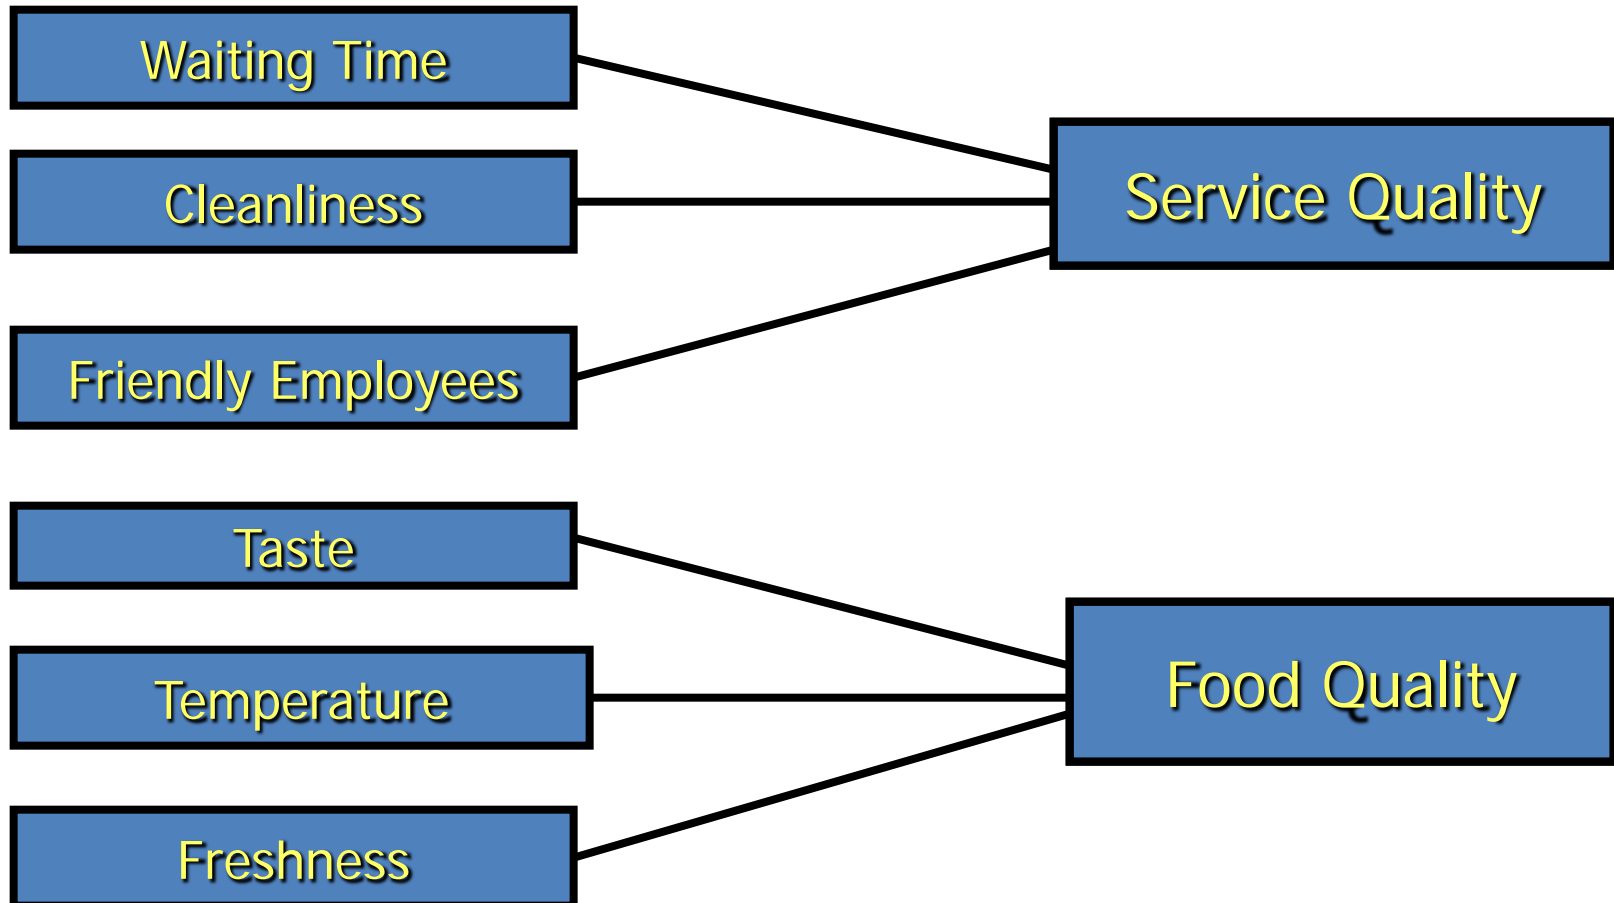 Waiting Time
Cleanliness
Friendly Employees
Service Quality
Taste
Temperature
Freshness
Food Quality